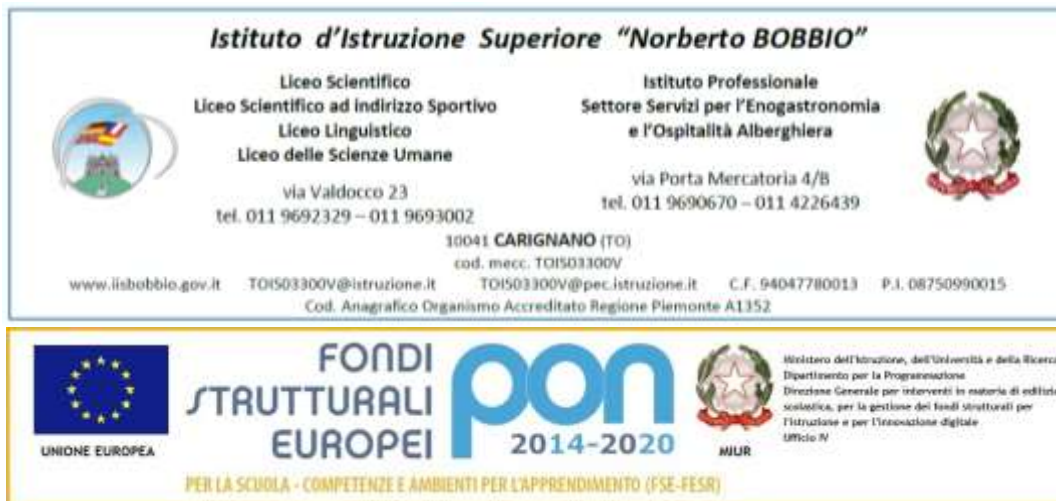 Istituto d'Istruzione Superiore "Norberto BOBBIO"
Liceo Scientifico
Liceo Scientifico ad indirizzo Sportivo
Liceo Linguistico
Liceo delle Scienze Umane
via Valdocco 23
tel. 011 9692329 – 011 9693002
Istituto Professionale
Settore Servizi per l'Enogastronomia
e l'Ospitalità Alberghiera
via Porta Mercatoria 4/B
tel. 011 9690670 – 011 4226439
10041 CARIGNANO (TO)
cod. mecc. TOIS03300V
www.iisbobbio.gov.it TOIS03300V@istruzione.it TOIS03300V@pec.istruzione.it C.F. 94047780013 P.I. 08750990015
Cod. Anagrafico Organismo Accreditato Regione Piemonte A1352
UNIONE EUROPEA
FONDI
STRUTTURALI
EUROPEI
pon
2014-2020
MIUR
Ministero dell'Istruzione, dell'Università e della Ricerca
Dipartimento per la Programmazione
Direzione Generale per interventi in materia di edilizia
scolastica, per la gestione dei fondi strutturali per
l'istruzione e per l'innovazione digitale
Ufficio IV
PER LA SCUOLA - COMPETENZE E AMBIENTI PER L'APPRENDIMENTO (FSE-FESR)